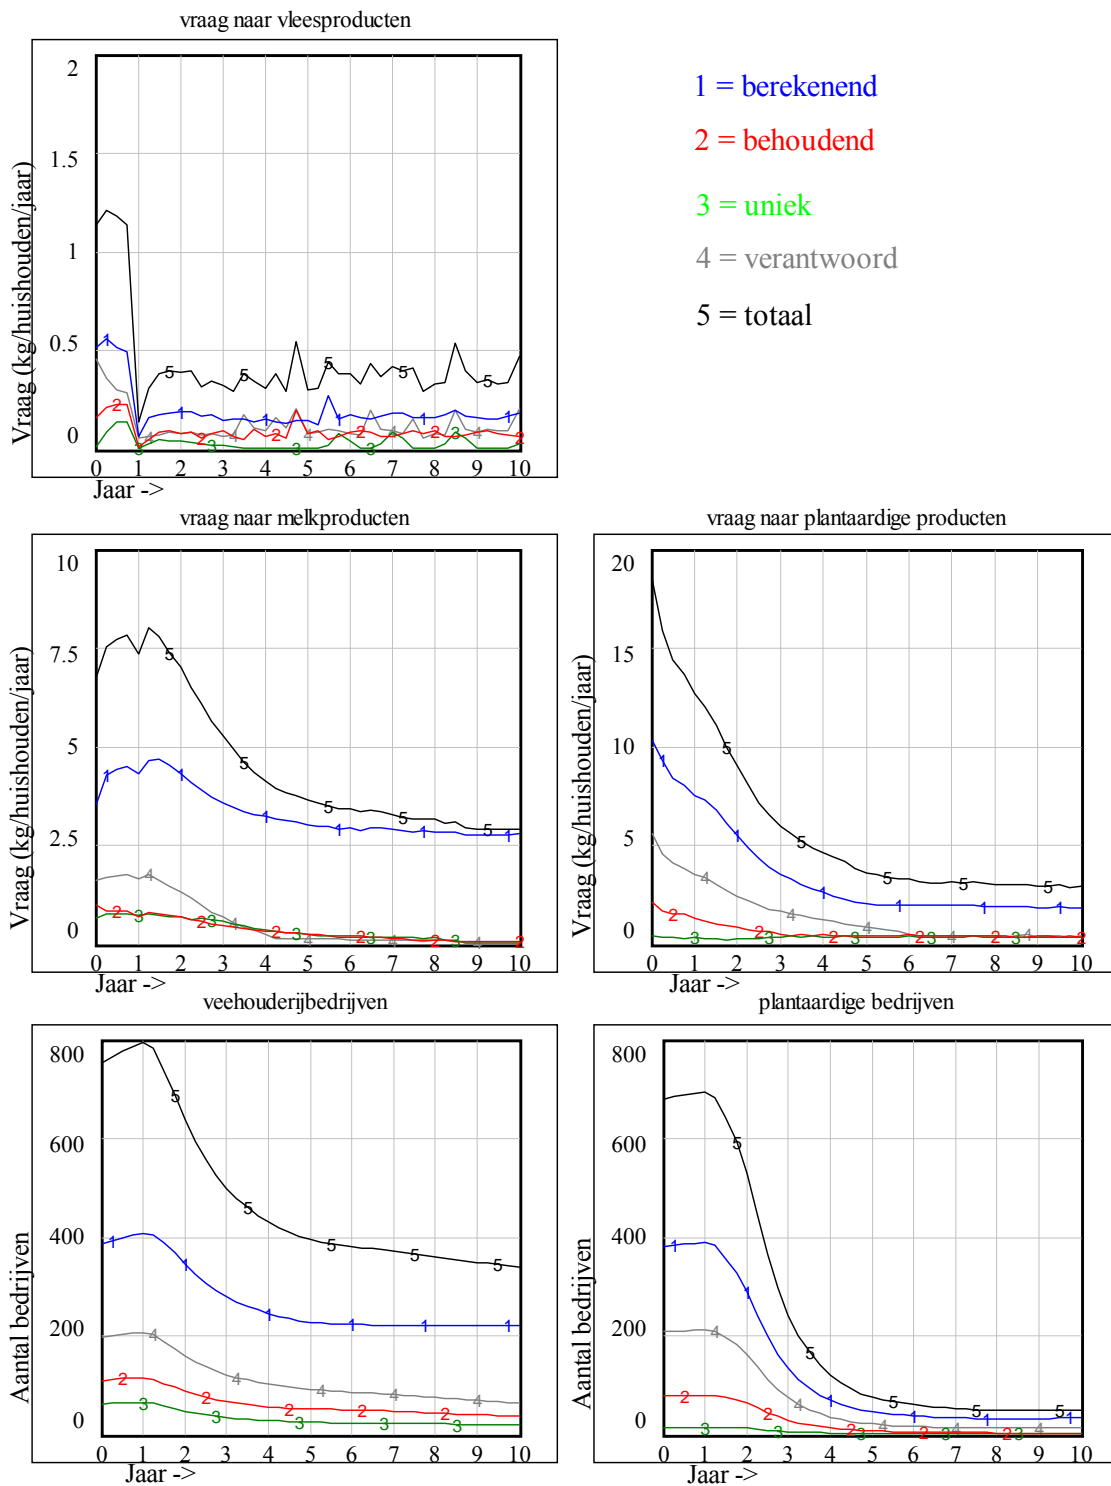 vraag naar vleesproducten
2
1.5
1
0.5
0
Vraag (kg/huishouden/jaar)
0 1 2 3 4 5 6 7 8 9 10
Jaar ->
1 = berekenend
2 = behoudend
3 = uniek
4 = verantwoord
5 = totaal
vraag naar melkproducten
10
7.5
5
2.5
0
Vraag (kg/huishouden/jaar)
0 1 2 3 4 5 6 7 8 9 10
Jaar ->
vraag naar plantaardige producten
20
15
10
5
0
Vraag (kg/huishouden/jaar)
0 1 2 3 4 5 6 7 8 9 10
Jaar ->
veehouderijbedrijven
800
600
400
200
0
Aantal bedrijven
0 1 2 3 4 5 6 7 8 9 10
Jaar ->
plantaardige bedrijven
800
600
400
200
0
Aantal bedrijven
0 1 2 3 4 5 6 7 8 9 10
Jaar ->